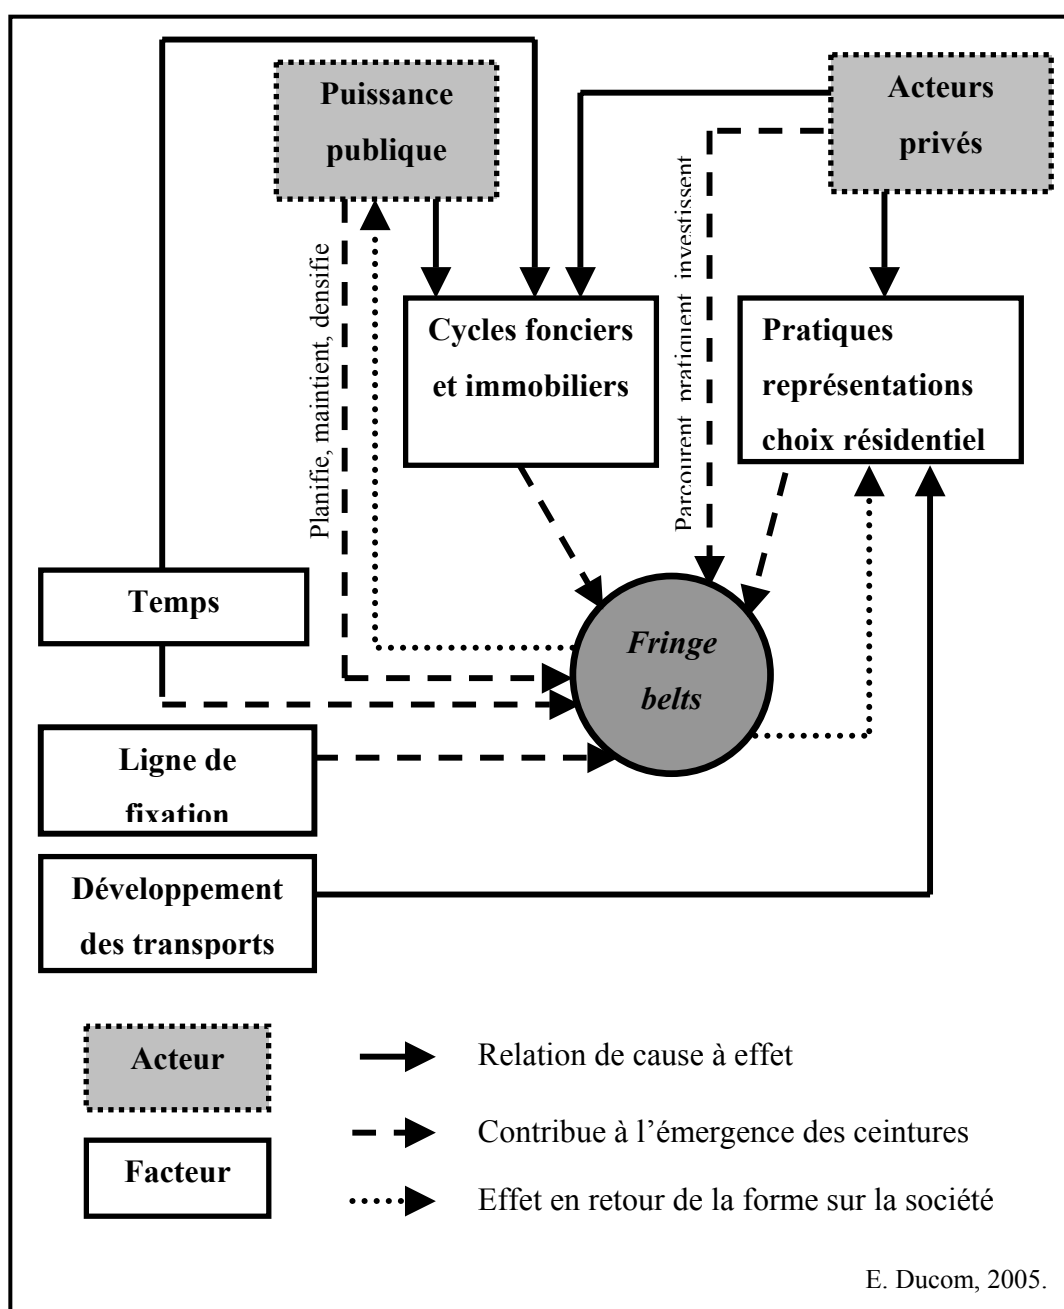 Puissance
publique
Acteurs
privés
Planifie, maintient, densifie
Parcourent pratiquent investissent
Cycles fonciers
et immobiliers
Pratiques
représentations
choix résidentiel
Temps
Fringe
belts
Ligne de
fixation
Développement
des transports
Acteur
Relation de cause à effet
Contribue à l’émergence des ceintures
Facteur
Effet en retour de la forme sur la société
E. Ducom, 2005.